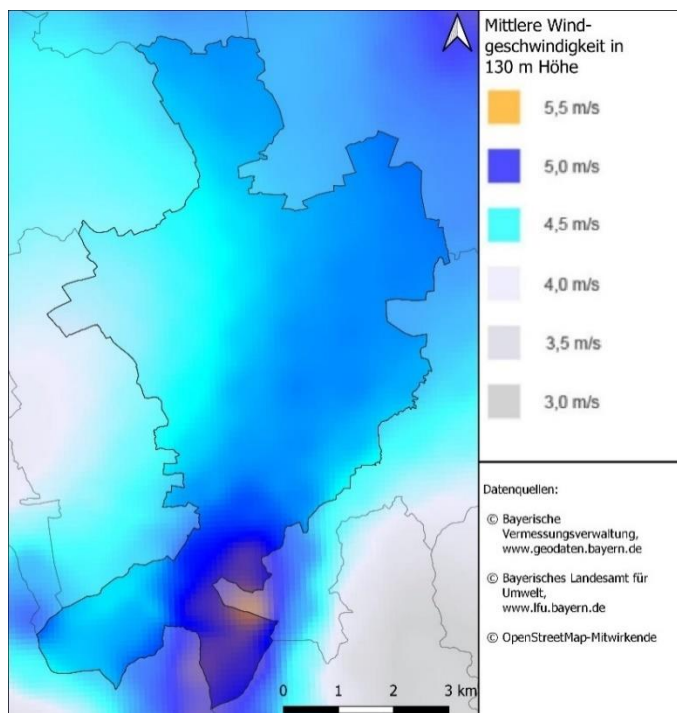 Mittlere Wind-
geschwindigkeit in
130 m Höhe
5,5 m/s
5,0 m/s
4,5 m/s
4,0 m/s
3,5 m/s
3,0 m/s
Datenquellen:
© Bayerische
Vermessungsverwaltung,
www.geodaten.bayern.de
© Bayerisches Landesamt für
Umwelt,
www.lfu.bayern.de
© OpenStreetMap-Mitwirkende
0 1 2 3 km